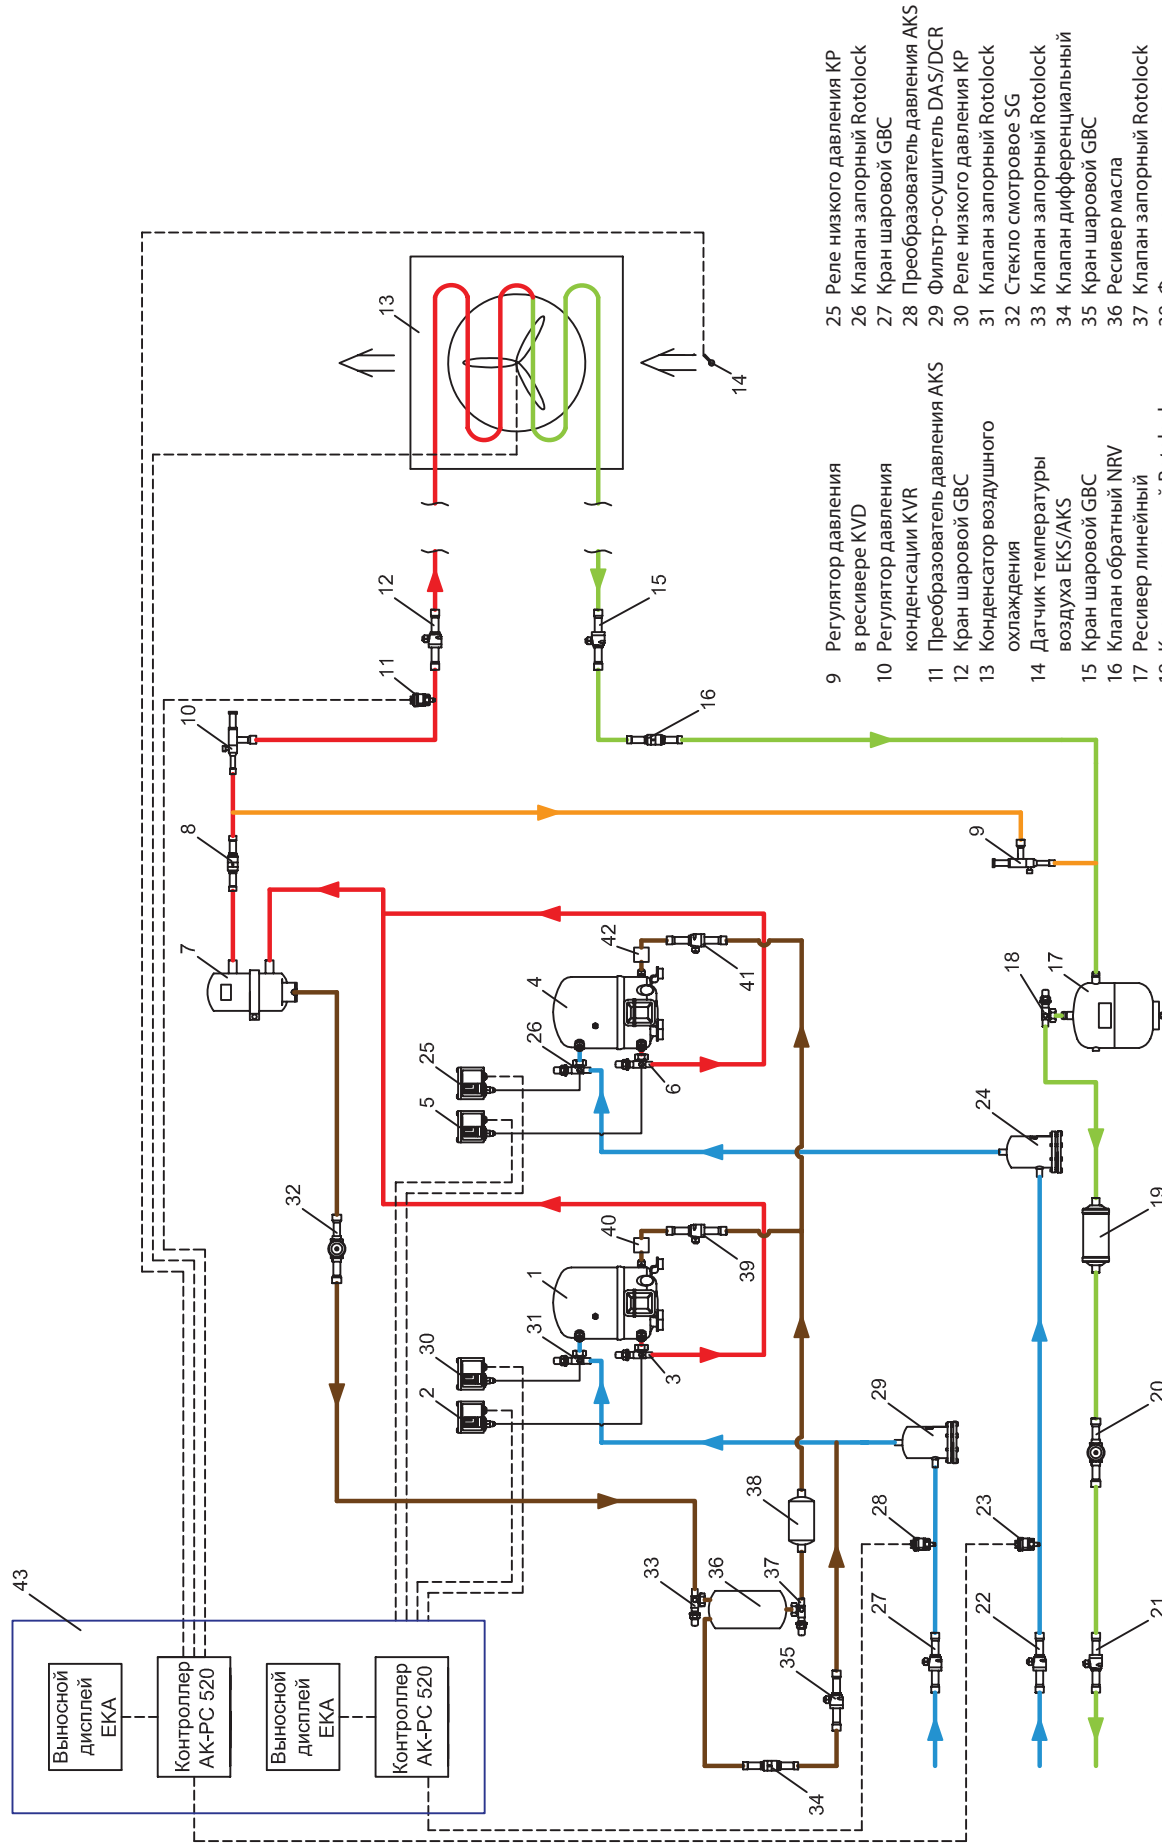 43
Выносной
дисплей
EKA
Контроллер
AK-PC 520
Выносной
дисплей
EKA
Контроллер
AK-PC 520
32
7
8
10
11
12
13
14
15
16
9
30
2
31
1
3
40
39
25
5
26
4
6
42
41
18
17
24
19
20
21
29
28
23
27
22
33
36
37
38
35
34
9 Регулятор давления
в ресивере KVD
10 Регулятор давления
конденсации KVR
11 Преобразователь давления AKS
12 Кран шаровой GBC
13 Конденсатор воздушного
охлаждения
14 Датчик температуры
воздуха EKS/AKS
15 Кран шаровой GBC
16 Клапан обратный NRV
17 Ресивер линейный
25 Реле низкого давления KP
26 Клапан запорный Rotolock
27 Кран шаровой GBC
28 Преобразователь давления AKS
29 Фильтр-осушитель DAS/DCR
30 Реле низкого давления KP
31 Клапан запорный Rotolock
32 Стекло смотровое SG
33 Клапан запорный Rotolock
34 Клапан дифференциальный
35 Кран шаровой GBC
36 Ресивер масла
37 Клапан запорный Rotolock